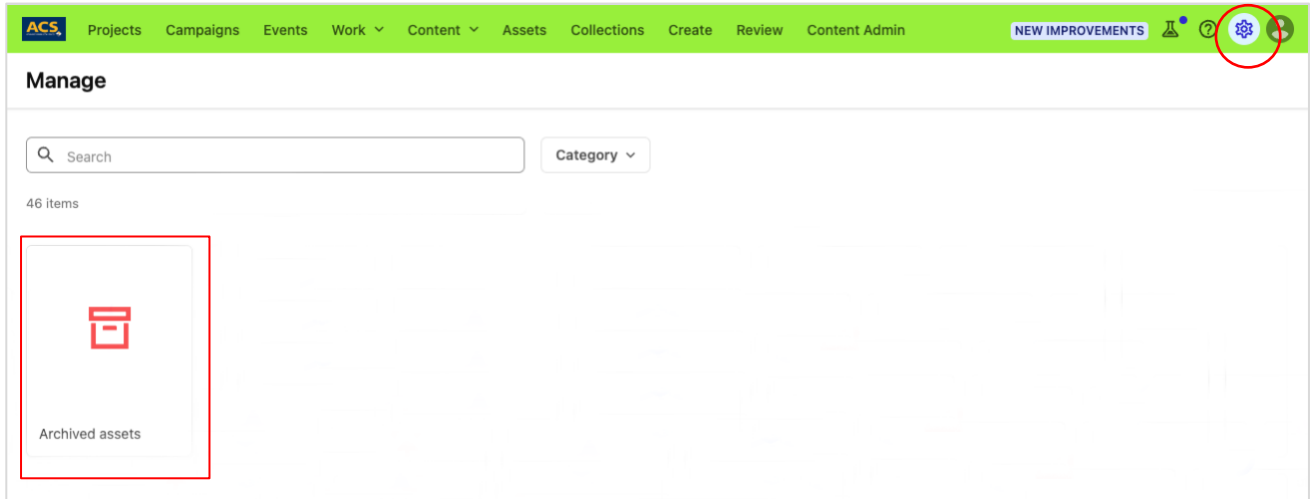 ACS Projects Campaigns Events Work Content Assets Collections Create Review Content Admin NEW IMPROVEMENTS
Manage
Search Category
46 items
Archived assets